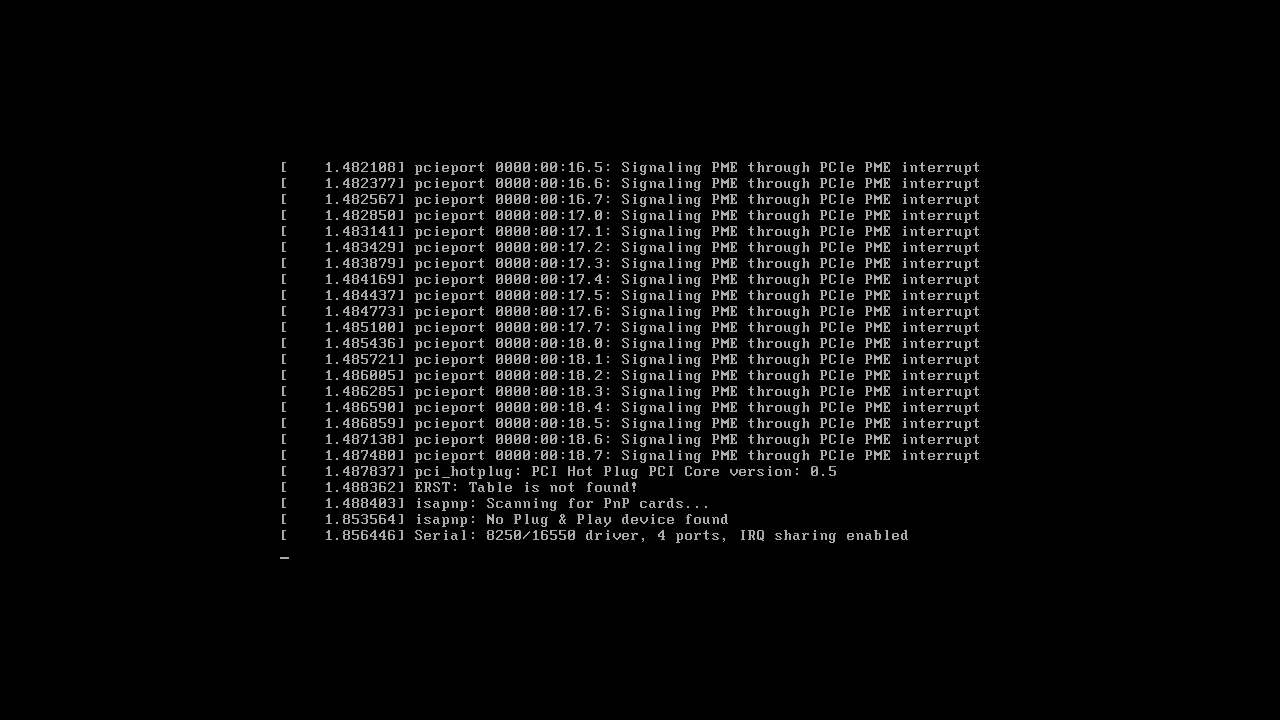 [    1.482108] pcieport 0000:00:16.5: Signaling PME through PCIe PME interrupt
[    1.482377] pcieport 0000:00:16.6: Signaling PME through PCIe PME interrupt
[    1.482567] pcieport 0000:00:16.7: Signaling PME through PCIe PME interrupt
[    1.482850] pcieport 0000:00:17.0: Signaling PME through PCIe PME interrupt
[    1.483141] pcieport 0000:00:17.1: Signaling PME through PCIe PME interrupt
[    1.483429] pcieport 0000:00:17.2: Signaling PME through PCIe PME interrupt
[    1.483879] pcieport 0000:00:17.3: Signaling PME through PCIe PME interrupt
[    1.484169] pcieport 0000:00:17.4: Signaling PME through PCIe PME interrupt
[    1.484437] pcieport 0000:00:17.5: Signaling PME through PCIe PME interrupt
[    1.484773] pcieport 0000:00:17.6: Signaling PME through PCIe PME interrupt
[    1.485100] pcieport 0000:00:17.7: Signaling PME through PCIe PME interrupt
[    1.485436] pcieport 0000:00:18.0: Signaling PME through PCIe PME interrupt
[    1.485721] pcieport 0000:00:18.1: Signaling PME through PCIe PME interrupt
[    1.486005] pcieport 0000:00:18.2: Signaling PME through PCIe PME interrupt
[    1.486285] pcieport 0000:00:18.3: Signaling PME through PCIe PME interrupt
[    1.486590] pcieport 0000:00:18.4: Signaling PME through PCIe PME interrupt
[    1.486859] pcieport 0000:00:18.5: Signaling PME through PCIe PME interrupt
[    1.487138] pcieport 0000:00:18.6: Signaling PME through PCIe PME interrupt
[    1.487480] pcieport 0000:00:18.7: Signaling PME through PCIe PME interrupt
[    1.487837] pci_hotplug: PCI Hot Plug PCI Core version: 0.5
[    1.488362] ERST: Table is not found!
[    1.488403] isapnp: Scanning for PnP cards...
[    1.853564] isapnp: No Plug & Play device found
[    1.856446] Serial: 8250/16550 driver, 4 ports, IRQ sharing enabled
_